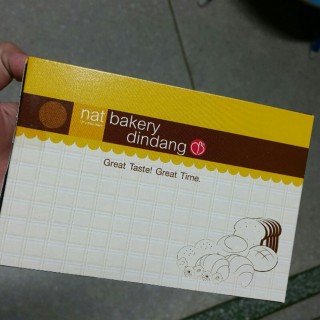 nat bakery
dindang
Great Taste! Great Time.